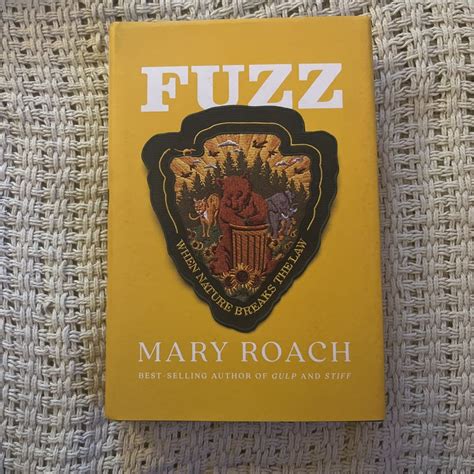 FUZZ
WHEN NATURE BREAKS THE LAW
MARY ROACH
BEST-SELLING AUTHOR OF GULP AND STIFF